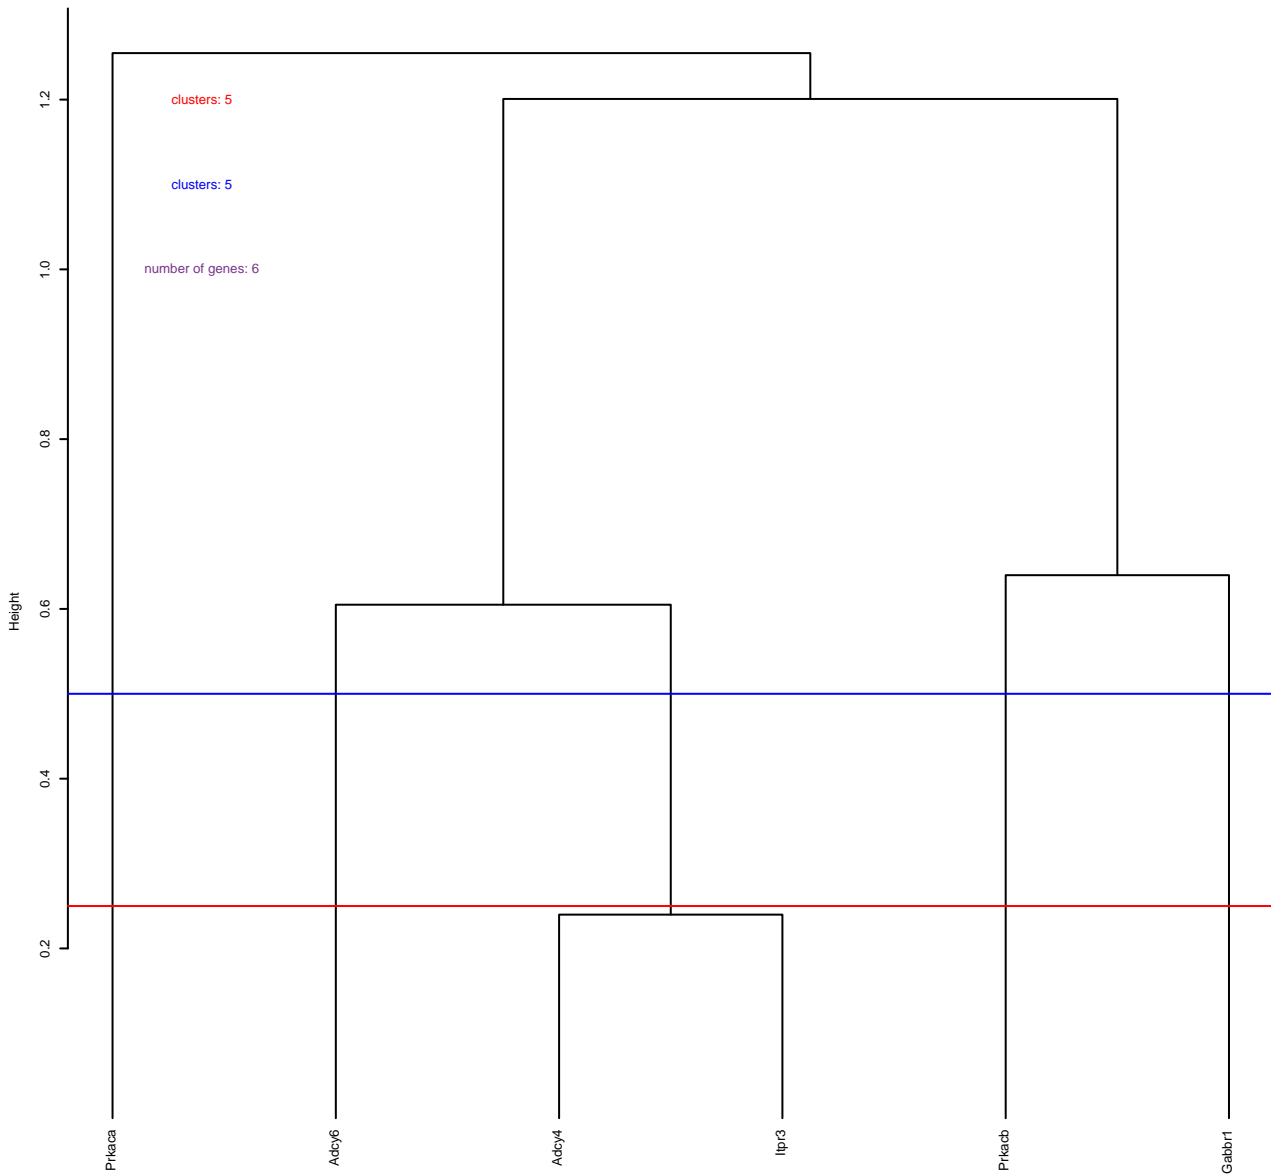 1.2
1.0
0.8
0.6
0.4
0.2
Height
clusters: 5
clusters: 5
number of genes: 6
Prkaca
Adcy6
Adcy4
Itpr3
Prkacb
Gabbr1